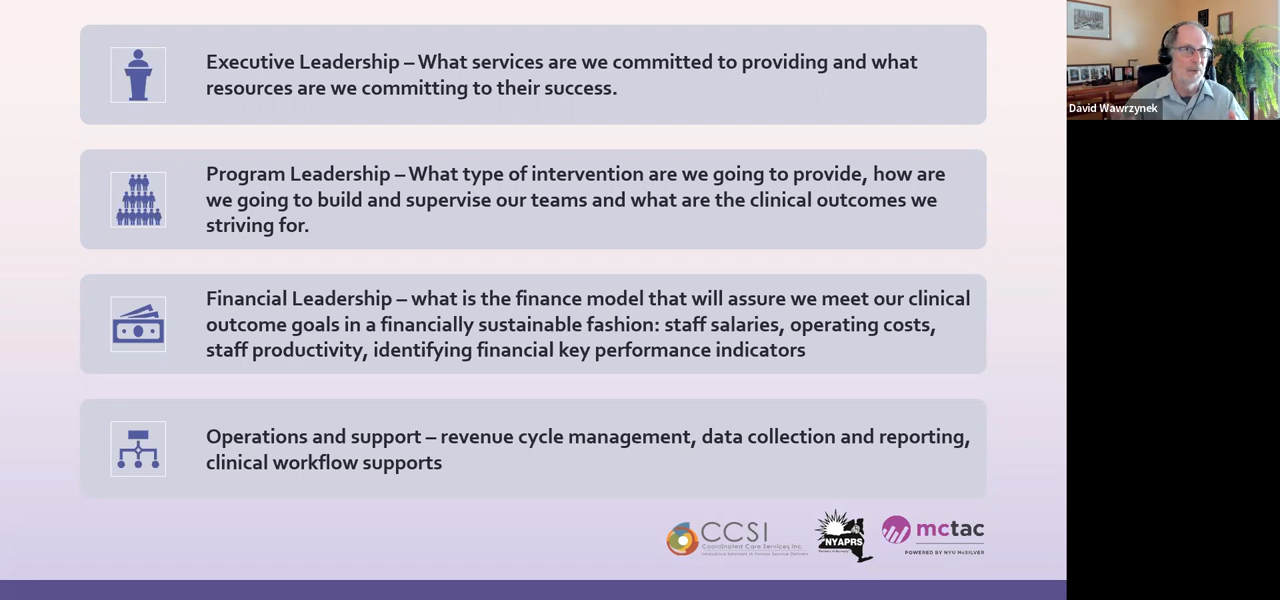 Executive Leadership – What services are we committed to providing and what
resources are we committing to their success.
David Wawrzynek
Program Leadership – What type of intervention are we going to provide, how are
we going to build and supervise our teams and what are the clinical outcomes we
striving for.
Financial Leadership – what is the finance model that will assure we meet our clinical
outcome goals in a financially sustainable fashion: staff salaries, operating costs,
staff productivity, identifying financial key performance indicators
Operations and support – revenue cycle management, data collection and reporting,
clinical workflow supports
CCSI
Coordinated Care Services Inc.
NYAPRS
mctac
POWERED BY NYU McSILVER